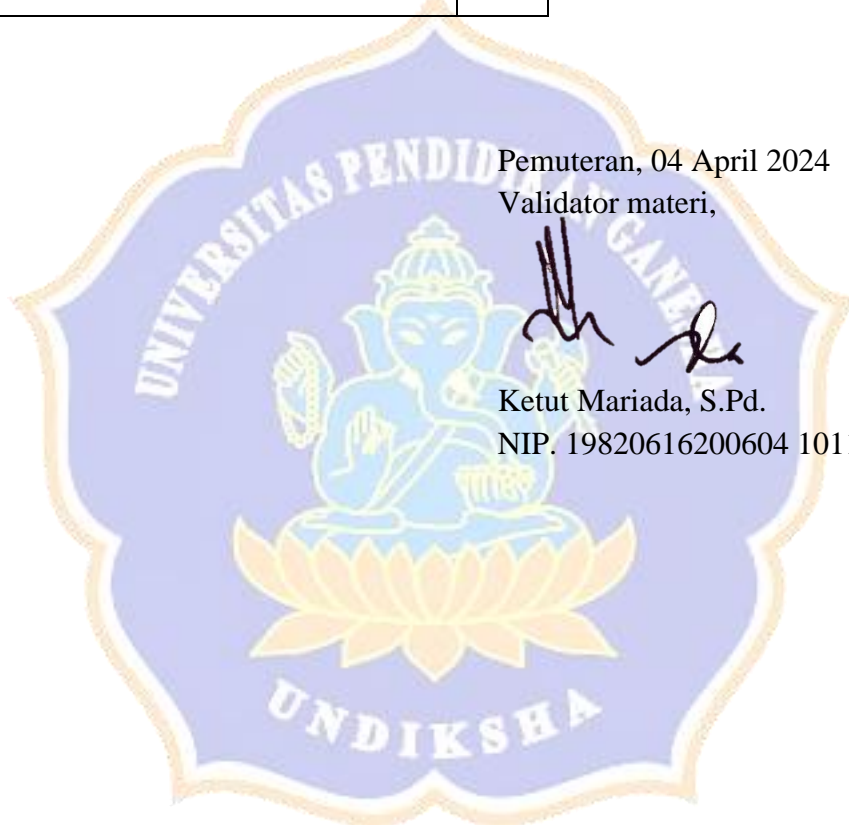 Pemuteran, 04 April 2024
Validator materi,
Ketut Mariada, S.Pd.
NIP. 19820616200604 101
UNIVERSITAS PENDIDIKAN GANESHA
UNDIKSHA